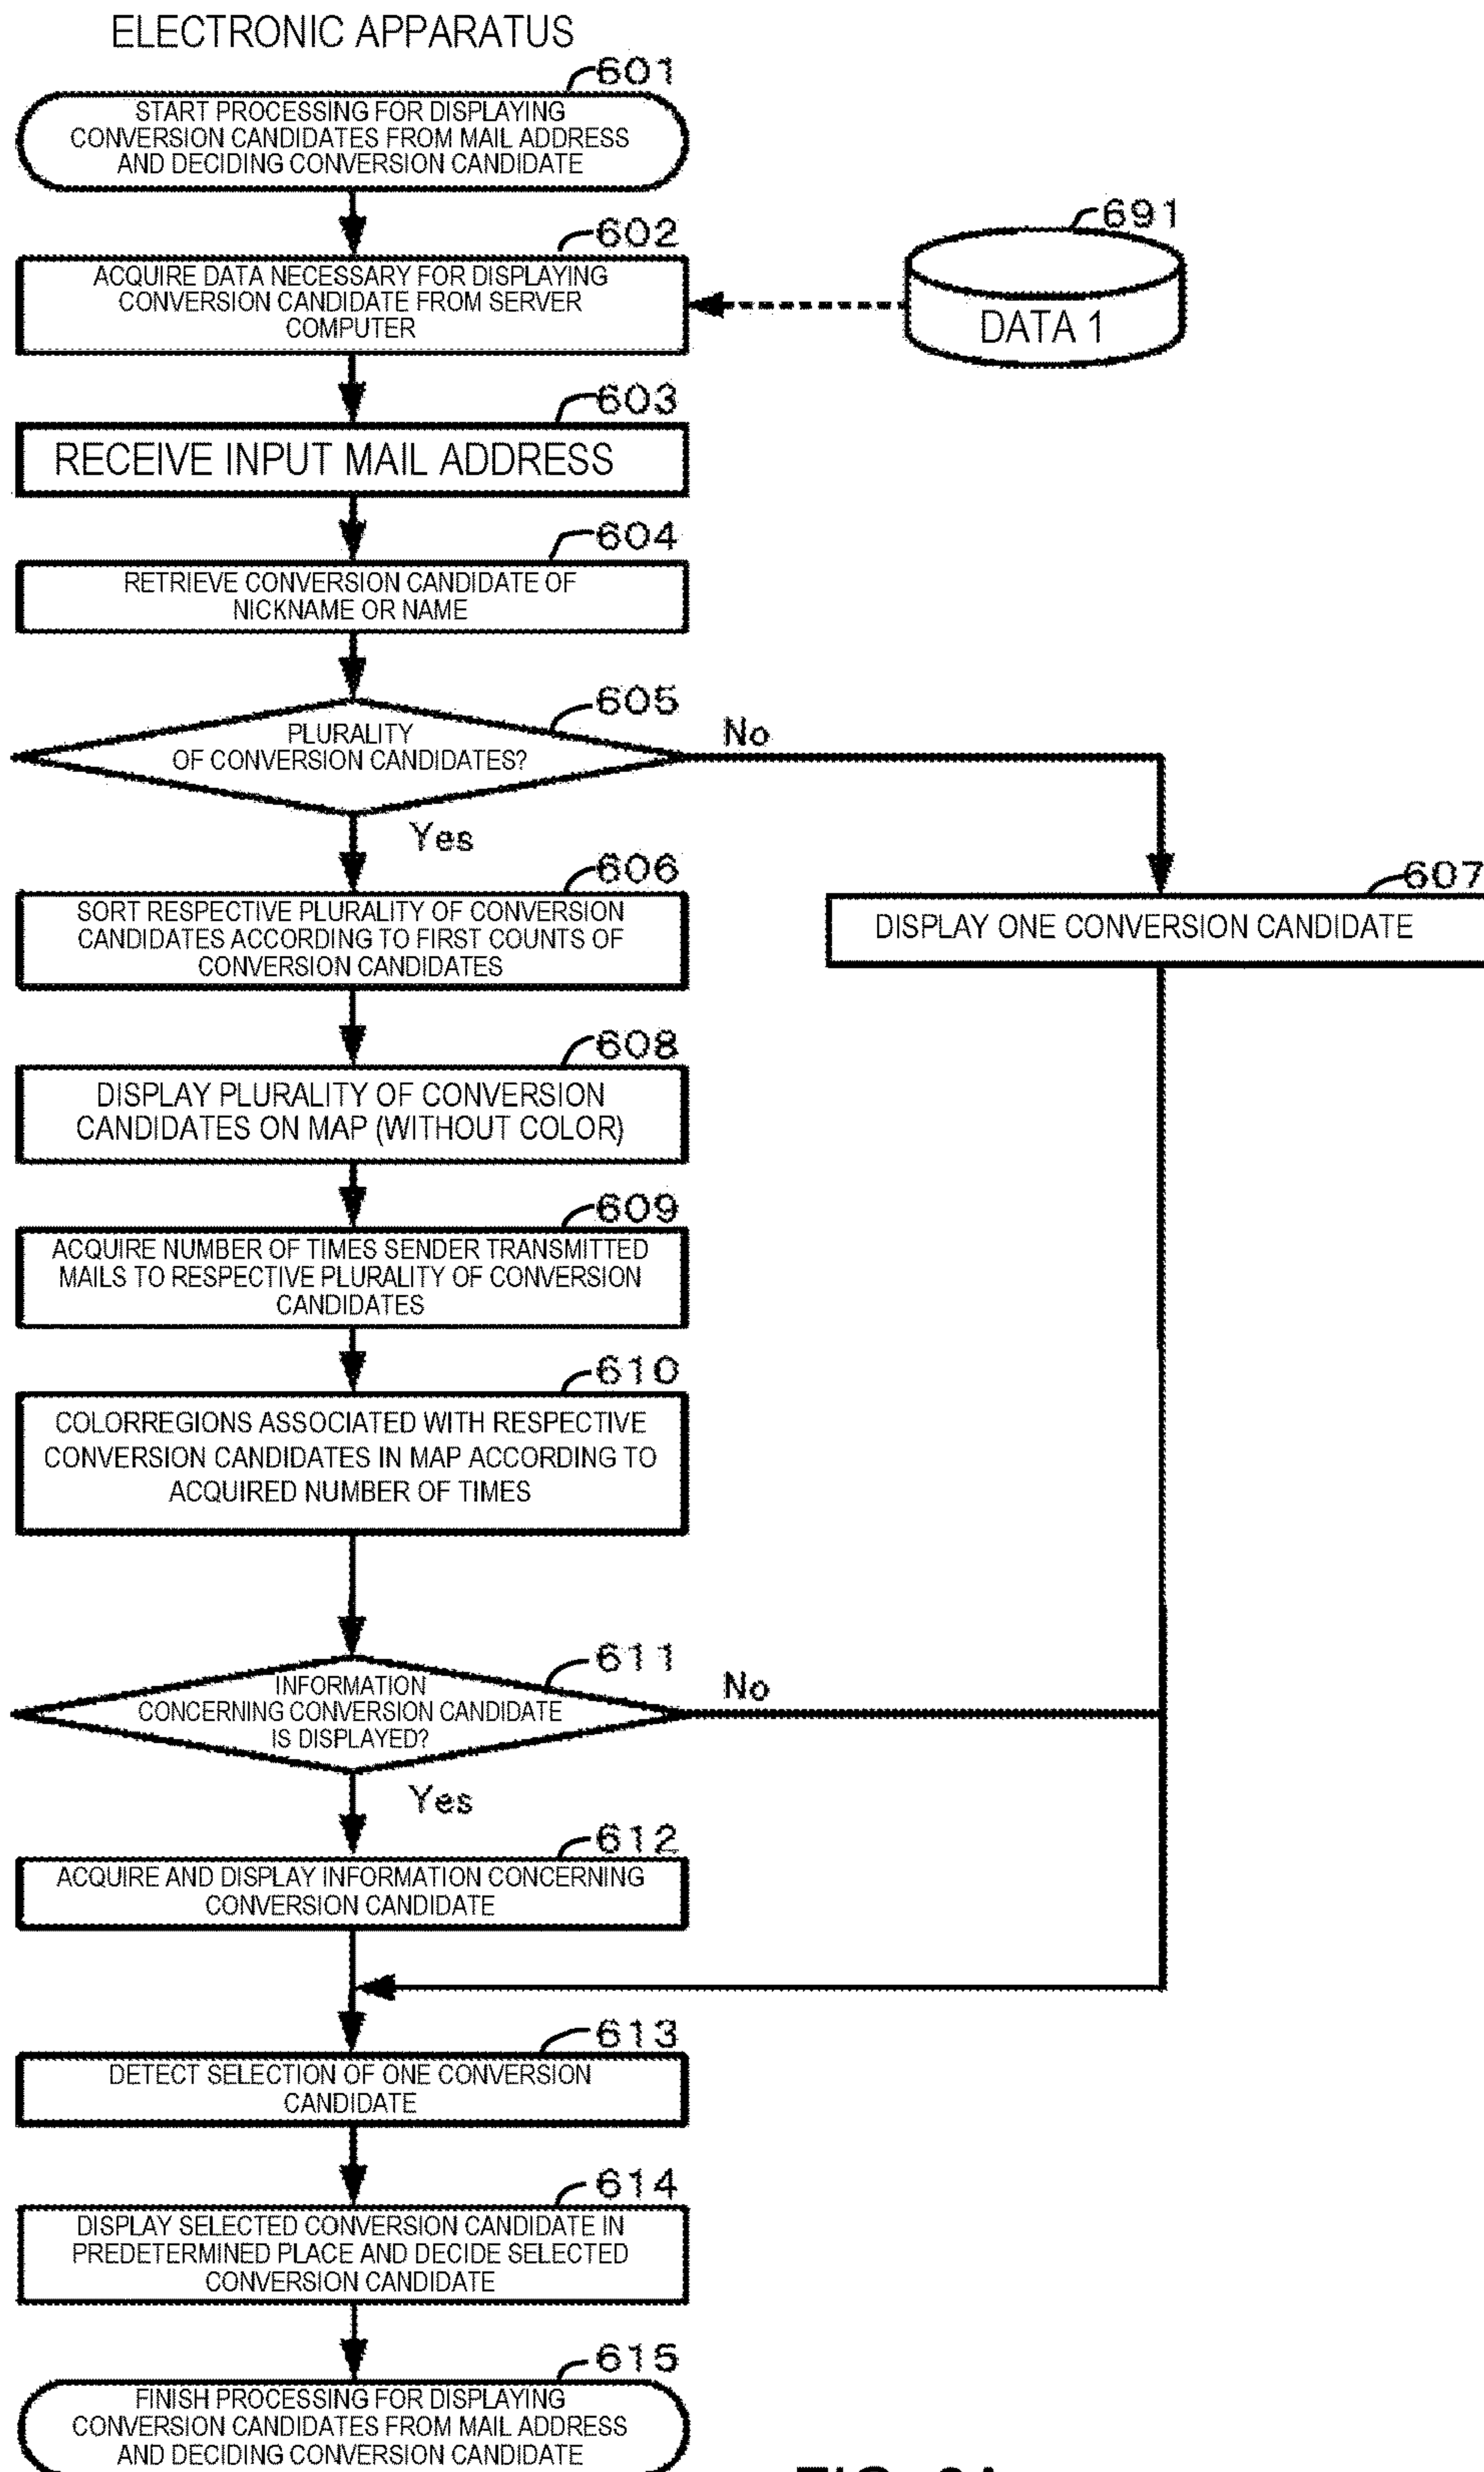 ELECTRONIC APPARATUS
601
START PROCESSING FOR DISPLAYING
CONVERSION CANDIDATES FROM MAIL ADDRESS
AND DECIDING CONVERSION CANDIDATE
602
ACQUIRE DATA NECESSARY FOR DISPLAYING
CONVERSION CANDIDATE FROM SERVER
COMPUTER
691
DATA 1
603
RECEIVE INPUT MAIL ADDRESS
604
RETRIEVE CONVERSION CANDIDATE OF
NICKNAME OR NAME
605
PLURALITY
OF CONVERSION CANDIDATES?
No
Yes
606
SORT RESPECTIVE PLURALITY OF CONVERSION
CANDIDATES ACCORDING TO FIRST COUNTS OF
CONVERSION CANDIDATES
607
DISPLAY ONE CONVERSION CANDIDATE
608
DISPLAY PLURALITY OF CONVERSION
CANDIDATES ON MAP (WITHOUT COLOR)
609
ACQUIRE NUMBER OF TIMES SENDER TRANSMITTED
MAILS TO RESPECTIVE PLURALITY OF CONVERSION
CANDIDATES
610
COLORREGIONS ASSOCIATED WITH RESPECTIVE
CONVERSION CANDIDATES IN MAP ACCORDING TO
ACQUIRED NUMBER OF TIMES
611
INFORMATION
CONCERNING CONVERSION CANDIDATE
IS DISPLAYED?
No
Yes
612
ACQUIRE AND DISPLAY INFORMATION CONCERNING
CONVERSION CANDIDATE
613
DETECT SELECTION OF ONE CONVERSION
CANDIDATE
614
DISPLAY SELECTED CONVERSION CANDIDATE IN
PREDETERMINED PLACE AND DECIDE SELECTED
CONVERSION CANDIDATE
615
FINISH PROCESSING FOR DISPLAYING
CONVERSION CANDIDATES FROM MAIL ADDRESS
AND DECIDING CONVERSION CANDIDATE